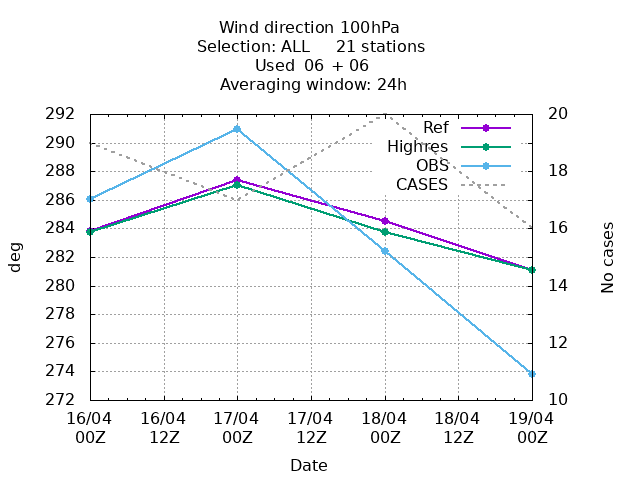 Wind direction 100hPa
Selection: ALL 21 stations
Used 06 + 06
Averaging window: 24h
292
290
288
286
284
282
280
278
276
274
272
deg
20
18
16
14
12
10
No cases
Ref
Highres
OBS
CASES
16/04 16/04 17/04 17/04 18/04 18/04 19/04
00Z 12Z 00Z 12Z 00Z 12Z 00Z
Date